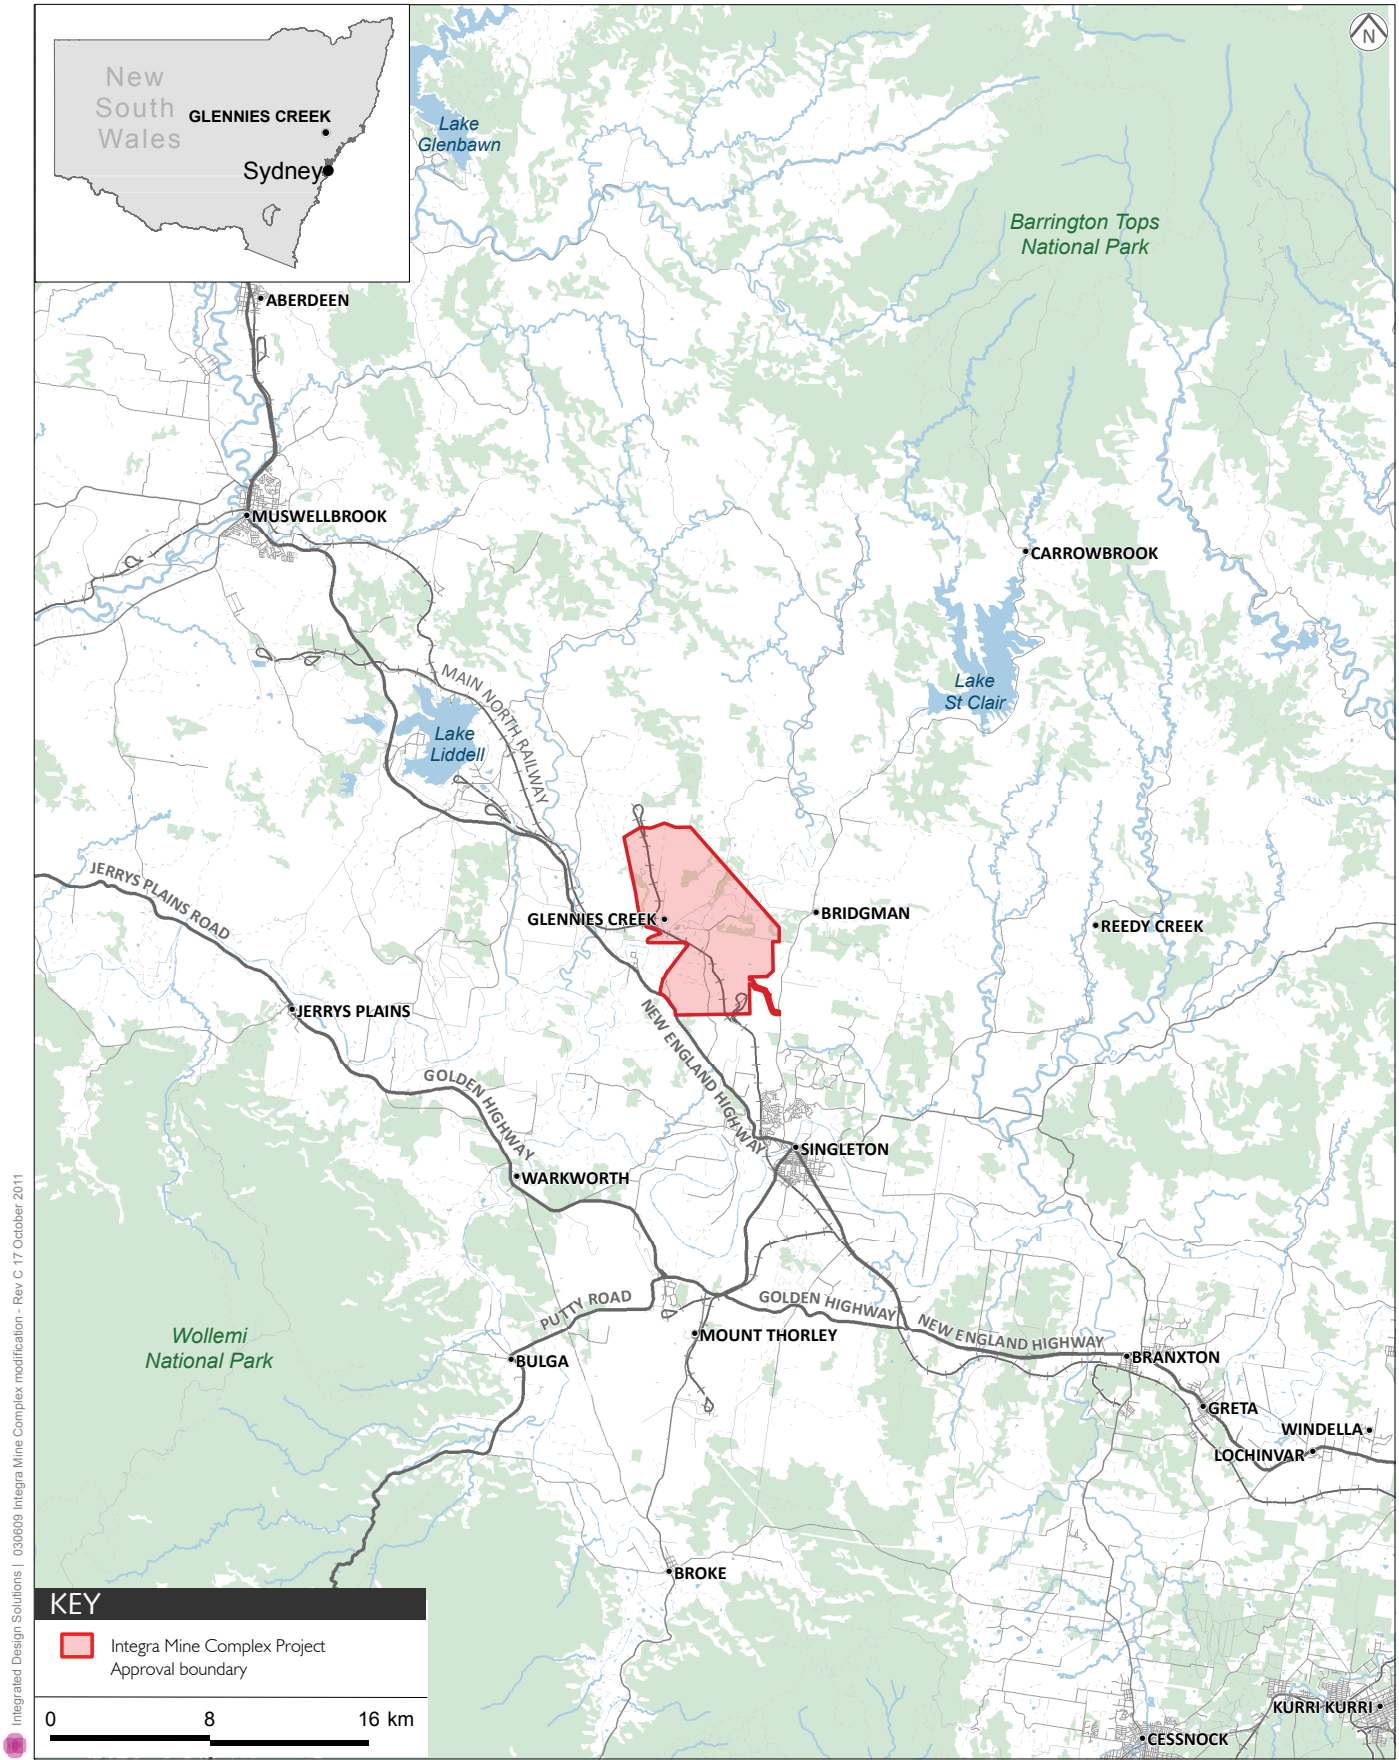 New
South
Wales
GLENNIES CREEK
Sydney
N
Lake
Glenbawn
Barrington Tops
National Park
ABERDEEN
MUSWELLBROOK
CARROWBROOK
MAIN NORTH RAILWAY
Lake
St Clair
Lake
Liddell
JERRYS PLAINS ROAD
GLENNIES CREEK
BRIDGMAN
REEDY CREEK
JERRYS PLAINS
NEW ENGLAND HIGHWAY
GOLDEN HIGHWAY
SINGLETON
WARKWORTH
PUTTY ROAD
GOLDEN HIGHWAY
NEW ENGLAND HIGHWAY
Wollemi
National Park
MOUNT THORLEY
BULGA
BRANXTON
GRETA
WINDELLA
LOCHINVAR
BROKE
KURRI KURRI
CESSNOCK
KEY
Integra Mine Complex Project
Approval boundary
0 8 16 km
Integrated Design Solutions | 030609 Integra Mine Complex modification - Rev C 17 October 2011